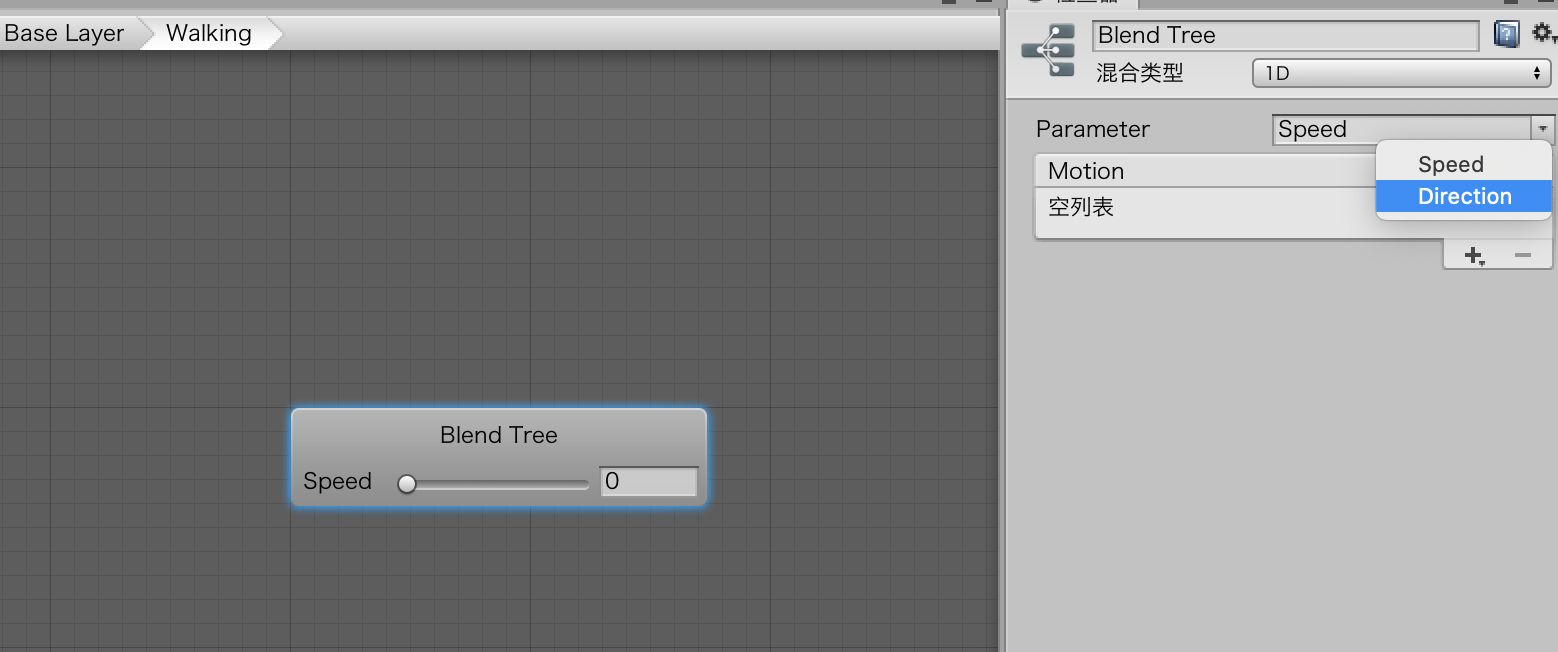 Base Layer
Walking
Blend Tree
Speed
0
Blend Tree
混合类型
1D
Parameter
Speed
Speed
Direction
Motion
空列表